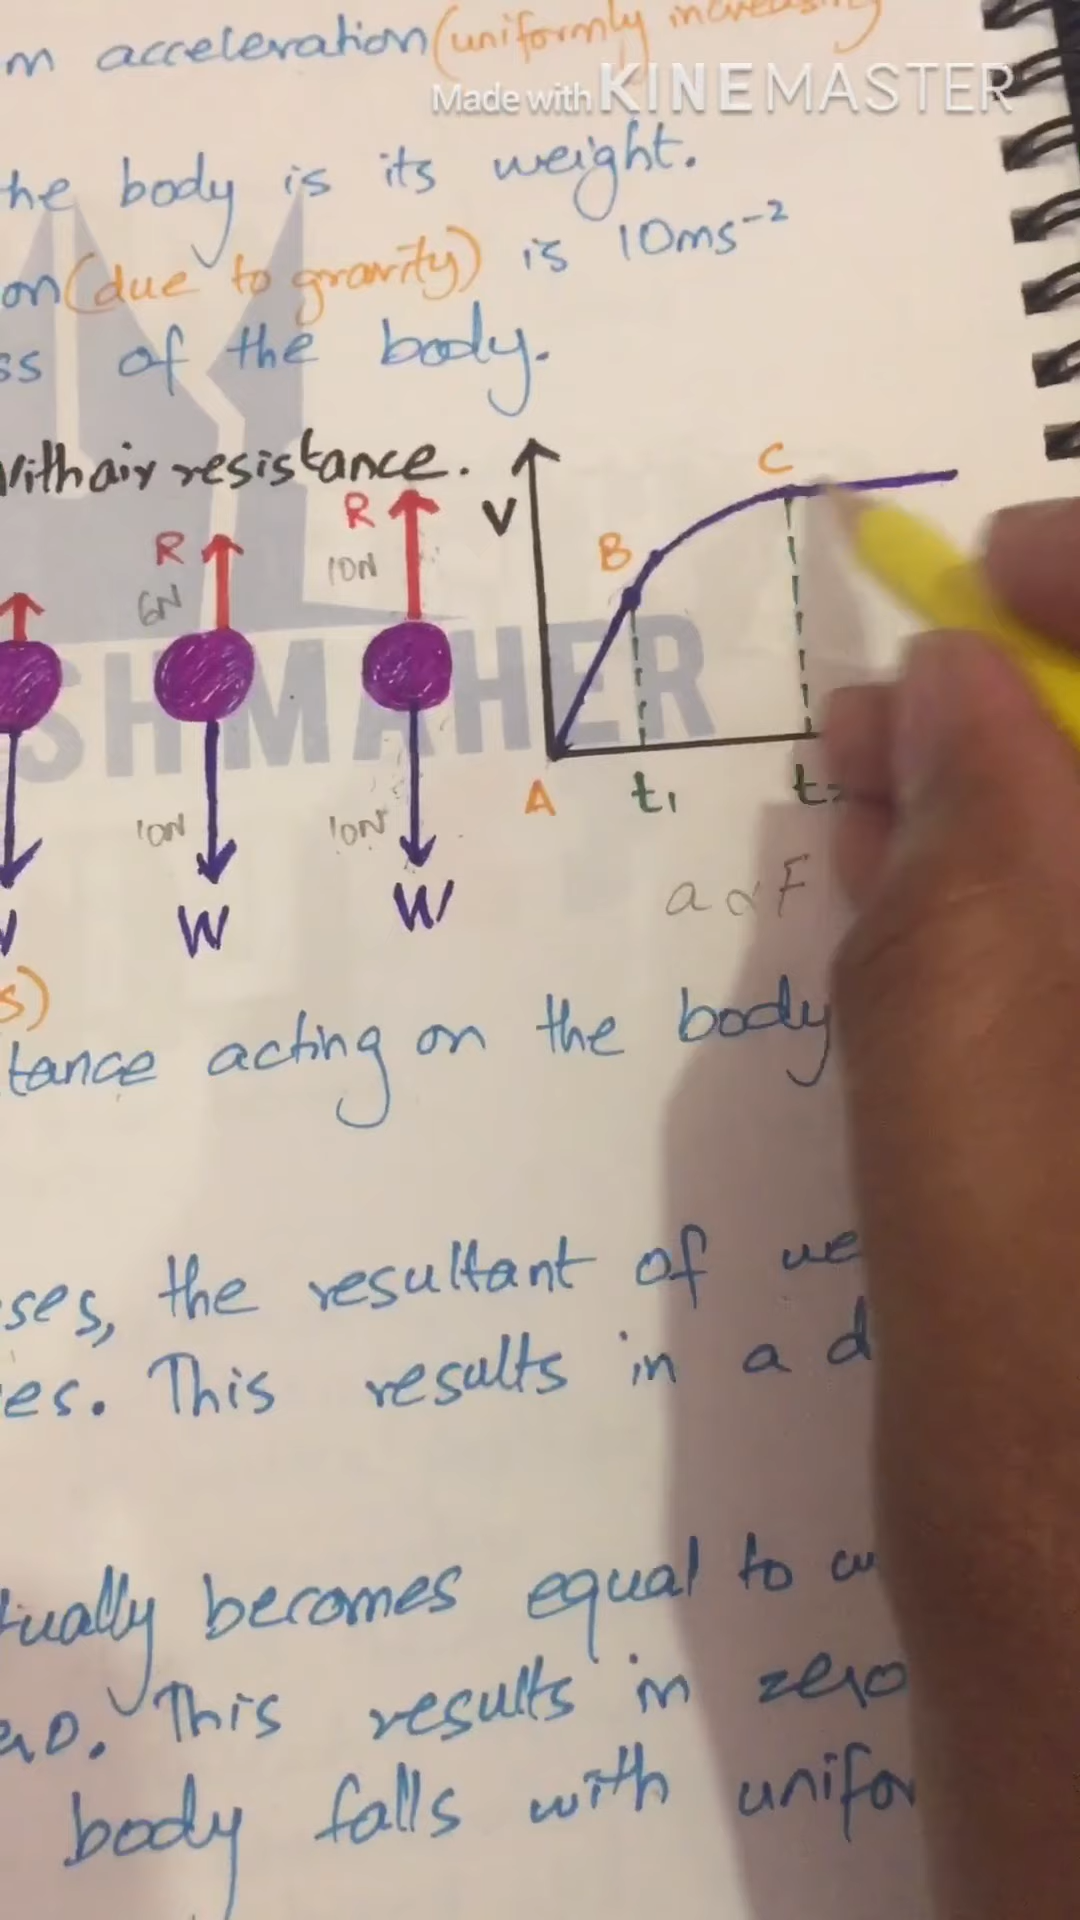 m acceleration(uniformly increasing
Made with KINEMASTER
the body is its weight.
on(due to gravity) is 10ms⁻²
ss of the body.
With air resistance.
R
6N
R
10N
V
B
C
SHMAHER
10N
W
10N
W
A
t₁
a α F
s)
tance acting on the body
ses, the resultant of we
es. This results in a d
tually becomes equal to w
This results in zero
body falls with unifor